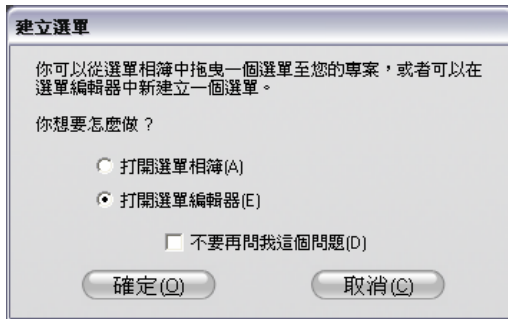 建立選單
你可以從選單相簿中拖曳一個選單至您的專案，或者可以在
選單編輯器中新建立一個選單。
你想要怎麼做？
打開選單相簿(A)
打開選單編輯器(E)
不要再問我這個問題(D)
確定(O) 取消(C)